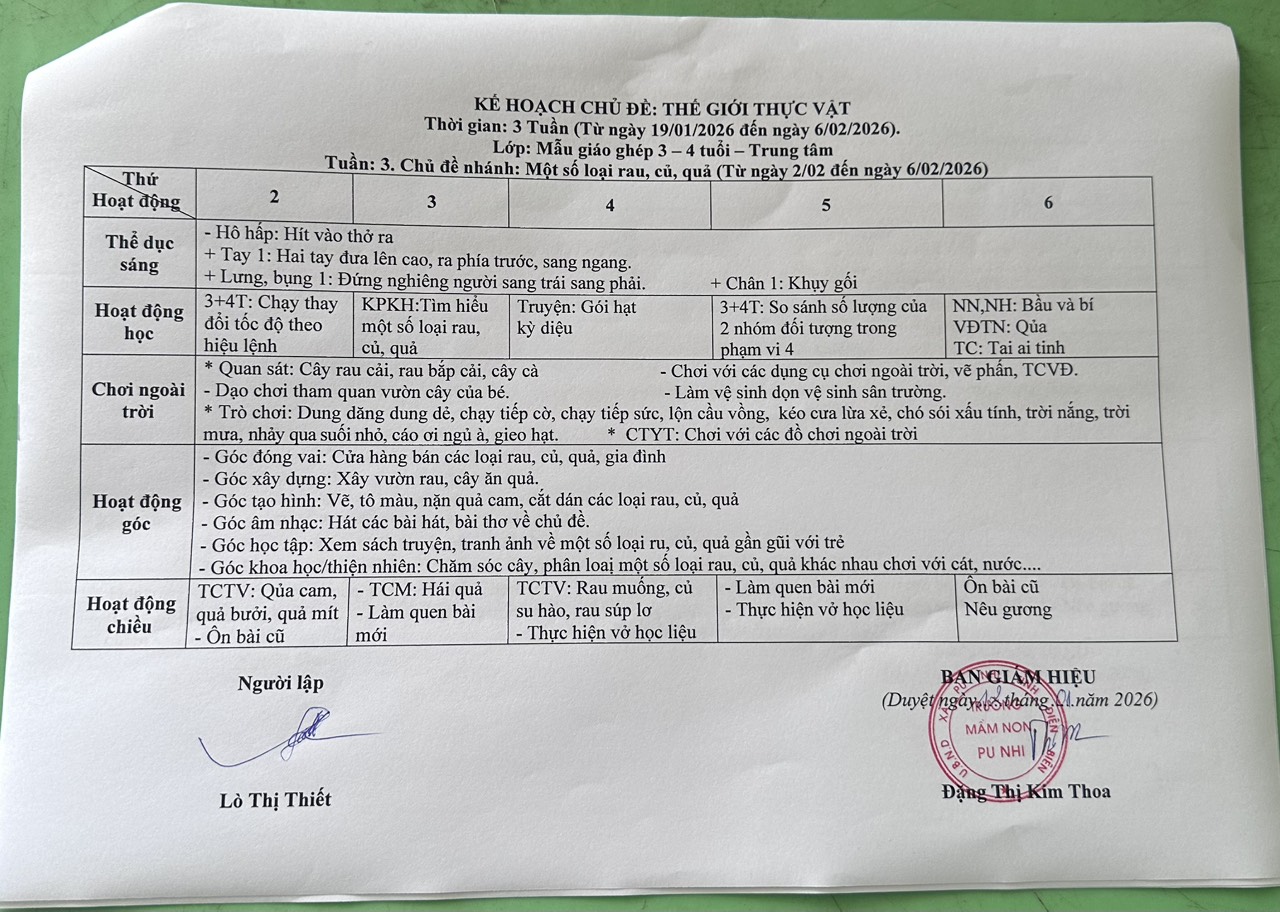 KẾ HOẠCH CHỦ ĐỀ: THẾ GIỚI THỰC VẬT
Thời gian: 3 Tuần (Từ ngày 19/01/2026 đến ngày 6/02/2026).
Lớp: Mẫu giáo ghép 3 – 4 tuổi – Trung tâm
Tuần: 3. Chủ đề nhánh: Một số loại rau, củ, quả (Từ ngày 2/02 đến ngày 6/02/2026)
Thứ
Hoạt động
2
3
4
5
6
Thể dục
sáng
- Hô hấp: Hít vào thở ra
+ Tay 1: Hai tay đưa lên cao, ra phía trước, sang ngang.
+ Lưng, bụng 1: Đứng nghiêng người sang trái sang phải. + Chân 1: Khụy gối
Hoạt động
học
3+4T: Chạy thay
đổi tốc độ theo
hiệu lệnh
KPKH:Tìm hiểu
một số loại rau,
củ, quả
Truyện: Gói hạt
kỳ diệu
3+4T: So sánh số lượng của
2 nhóm đối tượng trong
phạm vi 4
NN,NH: Bầu và bí
VĐTN: Qủa
TC: Tai ai tinh
Chơi ngoài
trời
* Quan sát: Cây rau cải, rau bắp cải, cây cà - Chơi với các dụng cụ chơi ngoài trời, vẽ phấn, TCVĐ.
- Dạo chơi tham quan vườn cây của bé. - Làm vệ sinh dọn vệ sinh sân trường.
* Trò chơi: Dung dăng dung dẻ, chạy tiếp cờ, chạy tiếp sức, lộn cầu vồng, kéo cưa lừa xẻ, chó sói xấu tính, trời nắng, trời
mưa, nhảy qua suối nhỏ, cáo ơi ngủ à, gieo hạt. * CTYT: Chơi với các đồ chơi ngoài trời
Hoạt động
góc
- Góc đóng vai: Cửa hàng bán các loại rau, củ, quả, gia đình
- Góc xây dựng: Xây vườn rau, cây ăn quả.
- Góc tạo hình: Vẽ, tô màu, nặn quả cam, cắt dán các loại rau, củ, quả
- Góc âm nhạc: Hát các bài hát, bài thơ về chủ đề.
- Góc học tập: Xem sách truyện, tranh ảnh về một số loại ru, củ, quả gần gũi với trẻ
- Góc khoa học/thiện nhiên: Chăm sóc cây, phân loại một số loại rau, củ, quả khác nhau chơi với cát, nước....
Hoạt động
chiều
TCTV: Qủa cam,
quả bưởi, quả mít
- Ôn bài cũ
- TCM: Hái quả
- Làm quen bài
mới
TCTV: Rau muống, củ
su hào, rau súp lơ
- Thực hiện vở học liệu
- Làm quen bài mới
- Thực hiện vở học liệu
Ôn bài cũ
Nêu gương
Người lập
Lò Thị Thiết
BAN GIÁM HIỆU
(Duyệt ngày 12 tháng 01 năm 2026)
U.B.N.D XÃ PU NHI TỈNH ĐIỆN BIÊN
TRƯỜNG
MẦM NON
PU NHI
Đặng Thị Kim Thoa